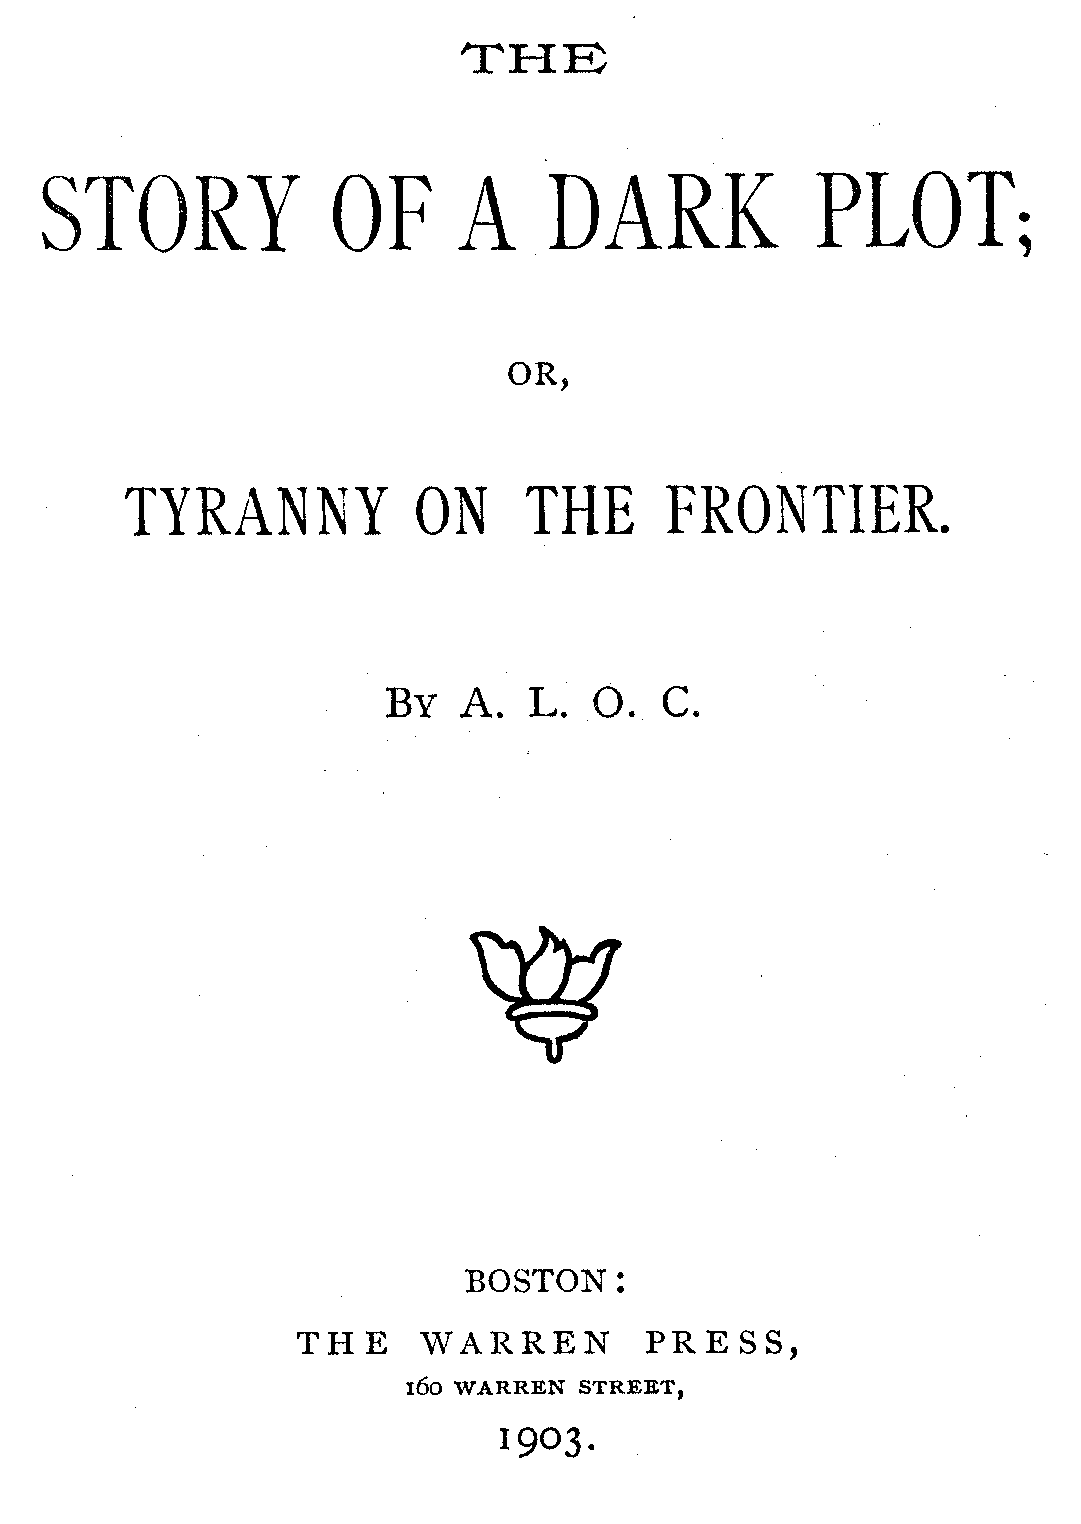 THE
STORY OF A DARK PLOT;
OR,
TYRANNY ON THE FRONTIER.
By A. L. O. C.
BOSTON:
THE WARREN PRESS,
160 WARREN STREET,
1903.